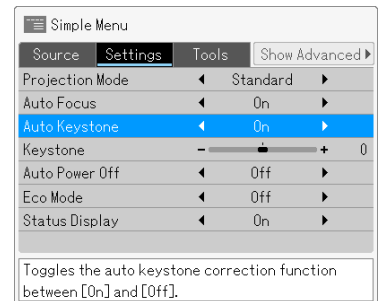 Simple Menu
Source Settings Tools Show Advanced
Projection Mode Standard
Auto Focus On
Auto Keystone On
Keystone - + 0
Auto Power Off Off
Eco Mode Off
Status Display On
Toggles the auto keystone correction function
between [On] and [Off].